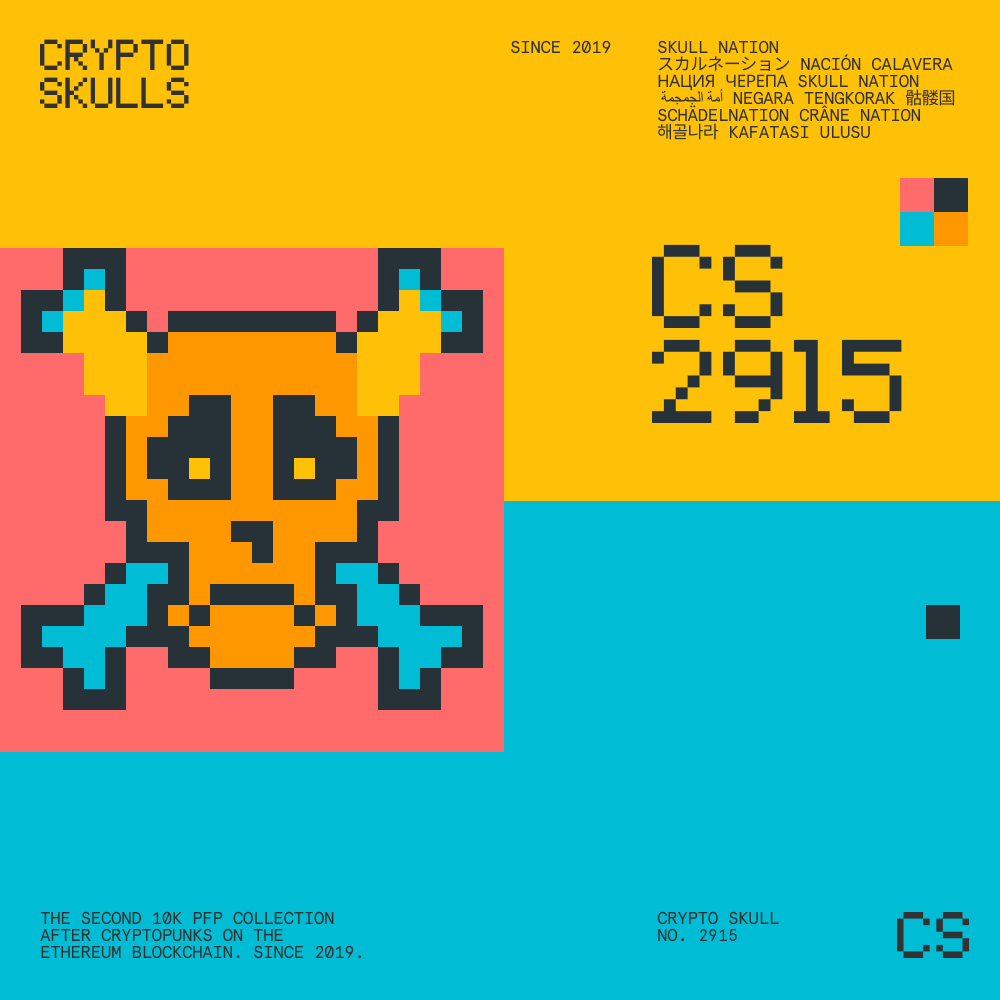 CRYPTO
SKULLS
SINCE 2019
SKULL NATION
スカルネーション NACIÓN CALAVERA
НАЦИЯ ЧЕРЕПА SKULL NATION
أمة الجمجمة NEGARA TENGKORAK 骷髅国
SCHÄDELNATION CRÂNE NATION
해골나라 KAFATASI ULUSU
CS
2915
THE SECOND 10K PFP COLLECTION
AFTER CRYPTOPUNKS ON THE
ETHEREUM BLOCKCHAIN. SINCE 2019.
CRYPTO SKULL
NO. 2915
CS